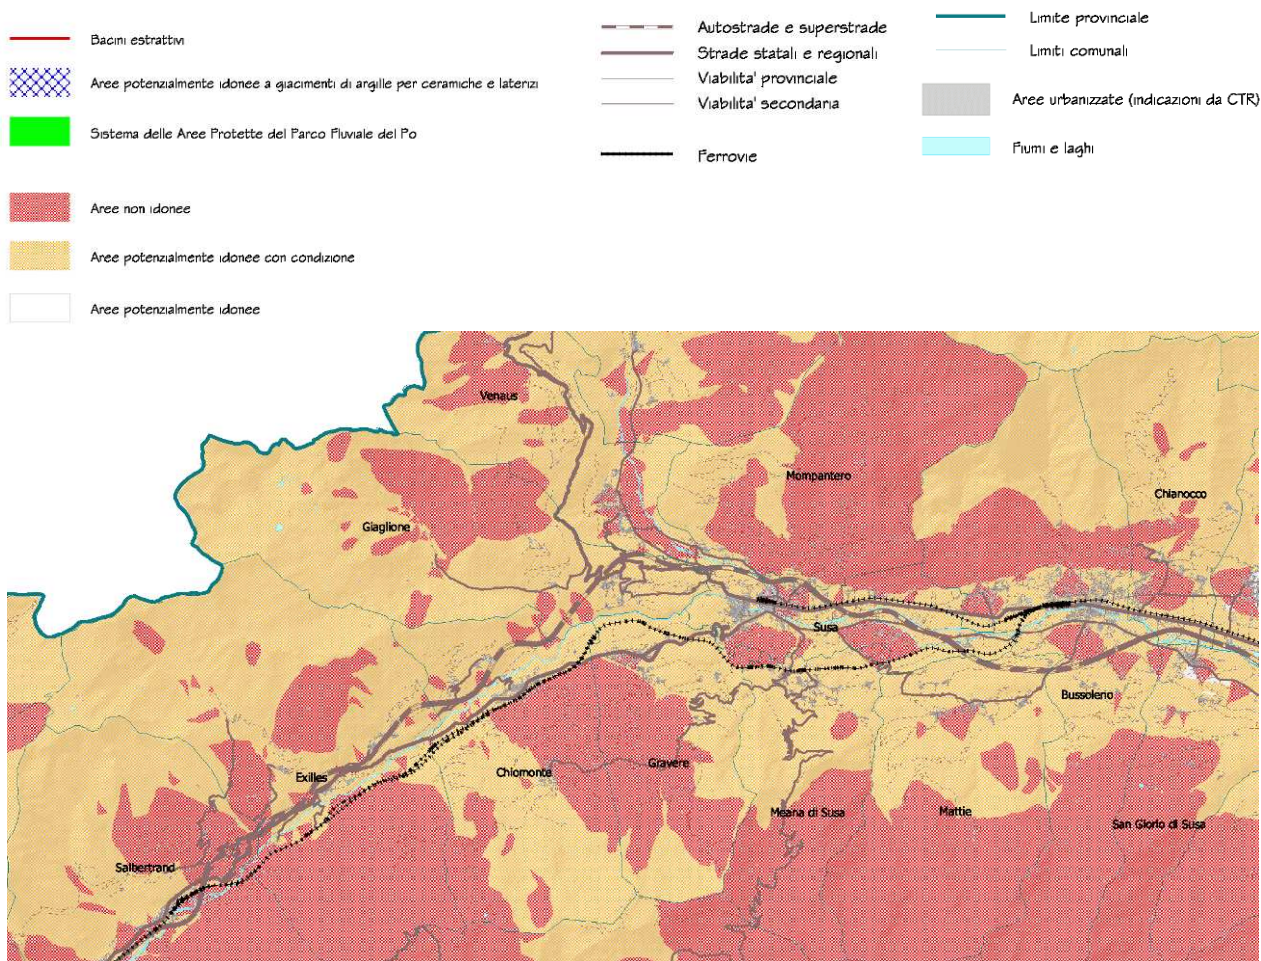 Bacini estrattivi
Aree potenzialmente idonee a giacimenti di argille per ceramiche e laterizi
Sistema delle Aree Protette del Parco Fluviale del Po
Aree non idonee
Aree potenzialmente idonee con condizione
Aree potenzialmente idonee
Autostrade e superstrade
Strade statali e regionali
Viabilita' provinciale
Viabilita' secondaria
Ferrovie
Limite provinciale
Limiti comunali
Aree urbanizzate (indicazioni da CTR)
Fiumi e laghi
Venaus
Mompantero
Chianocco
Giaglione
Susa
Bussoleno
Gravere
Chiomonte
Exilles
Meana di Susa
Mattie
San Giorio di Susa
Salbertrand